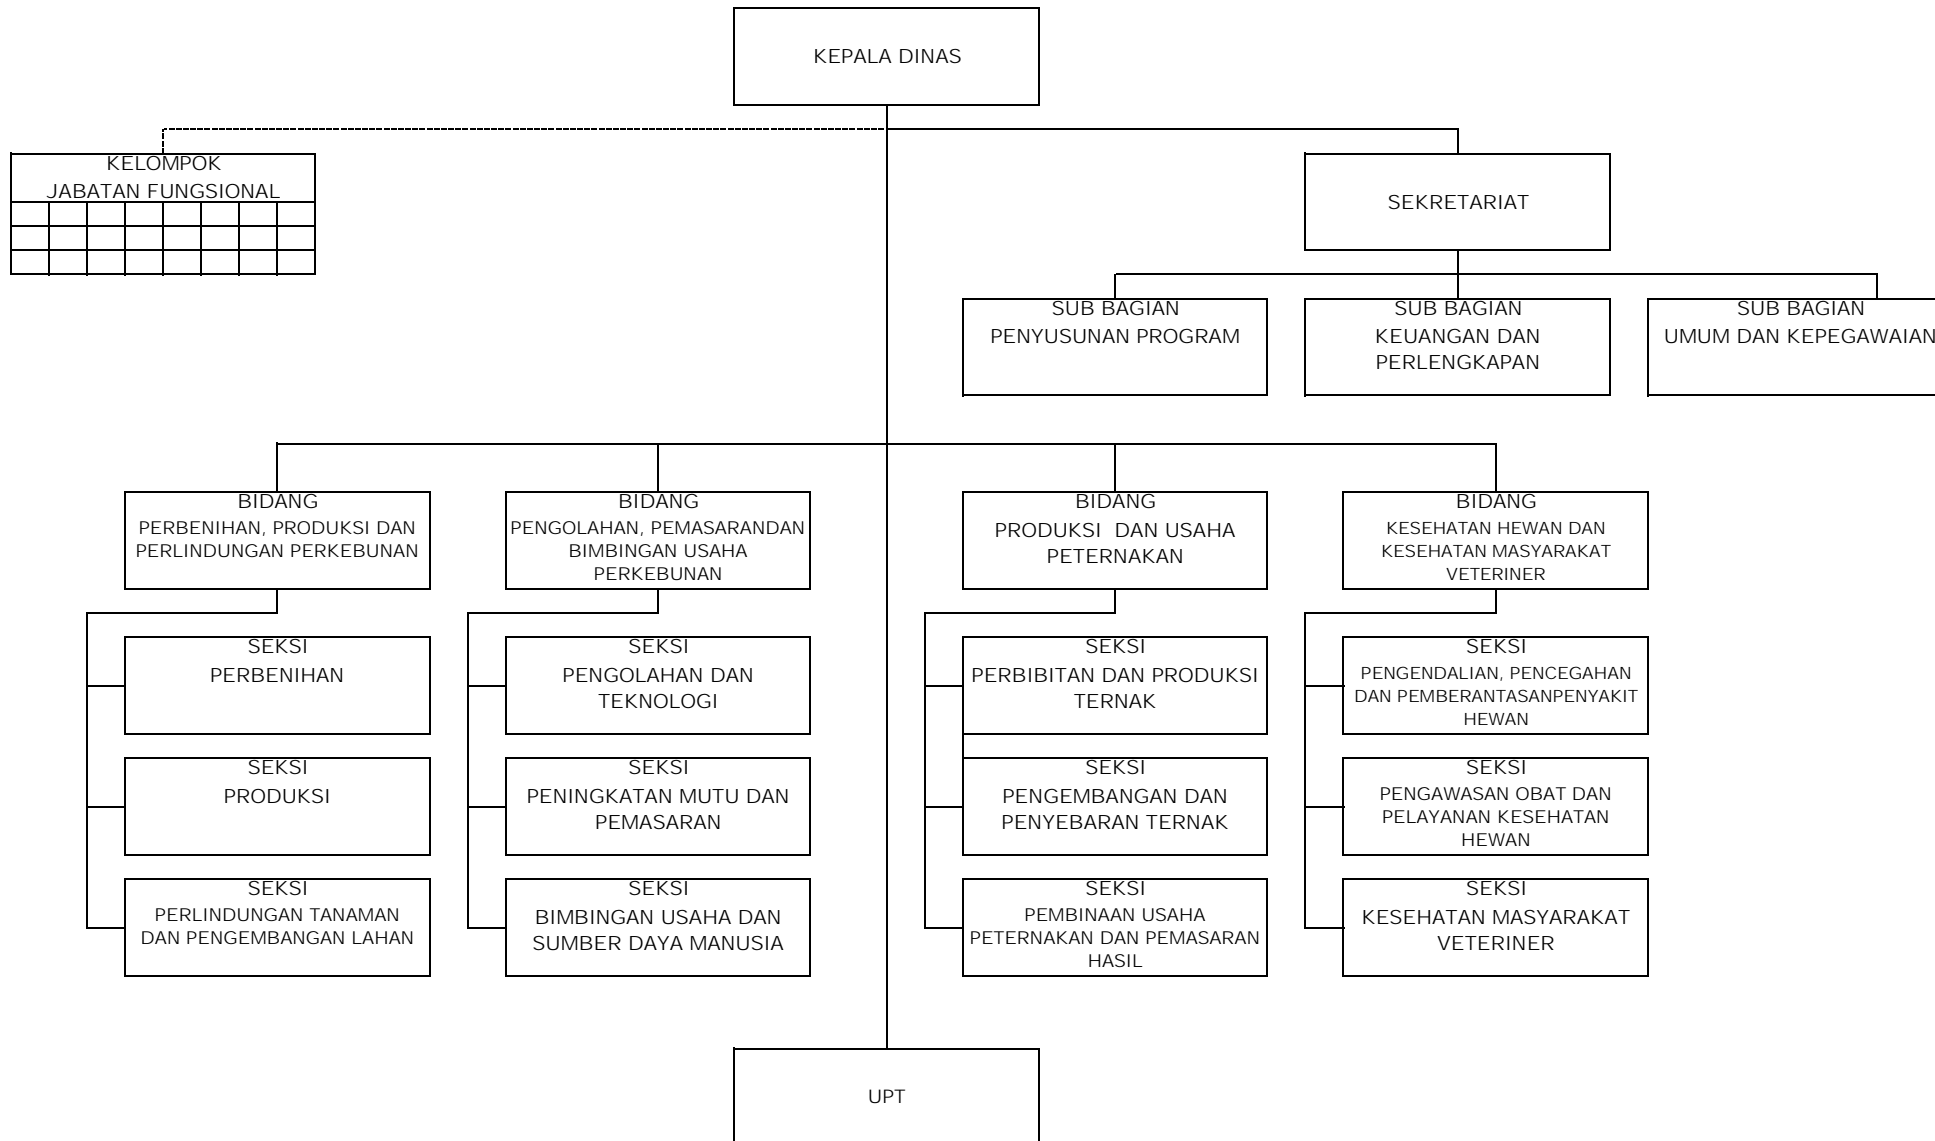 KEPALA DINAS
KELOMPOK
JABATAN FUNGSIONAL
SEKRETARIAT
SUB BAGIAN
PENYUSUNAN PROGRAM
SUB BAGIAN
KEUANGAN DAN
PERLENGKAPAN
SUB BAGIAN
UMUM DAN KEPEGAWAIAN
BIDANG
PERBENIHAN, PRODUKSI DAN
PERLINDUNGAN PERKEBUNAN
BIDANG
PENGOLAHAN, PEMASARANDAN
BIMBINGAN USAHA
PERKEBUNAN
BIDANG
PRODUKSI DAN USAHA
PETERNAKAN
BIDANG
KESEHATAN HEWAN DAN
KESEHATAN MASYARAKAT
VETERINER
SEKSI
PERBENIHAN
SEKSI
PENGOLAHAN DAN
TEKNOLOGI
SEKSI
PERBIBITAN DAN PRODUKSI
TERNAK
SEKSI
PENGENDALIAN, PENCEGAHAN
DAN PEMBERANTASANPENYAKIT
HEWAN
SEKSI
PRODUKSI
SEKSI
PENINGKATAN MUTU DAN
PEMASARAN
SEKSI
PENGEMBANGAN DAN
PENYEBARAN TERNAK
SEKSI
PENGAWASAN OBAT DAN
PELAYANAN KESEHATAN
HEWAN
SEKSI
PERLINDUNGAN TANAMAN
DAN PENGEMBANGAN LAHAN
SEKSI
BIMBINGAN USAHA DAN
SUMBER DAYA MANUSIA
SEKSI
PEMBINAAN USAHA
PETERNAKAN DAN PEMASARAN
HASIL
SEKSI
KESEHATAN MASYARAKAT
VETERINER
UPT